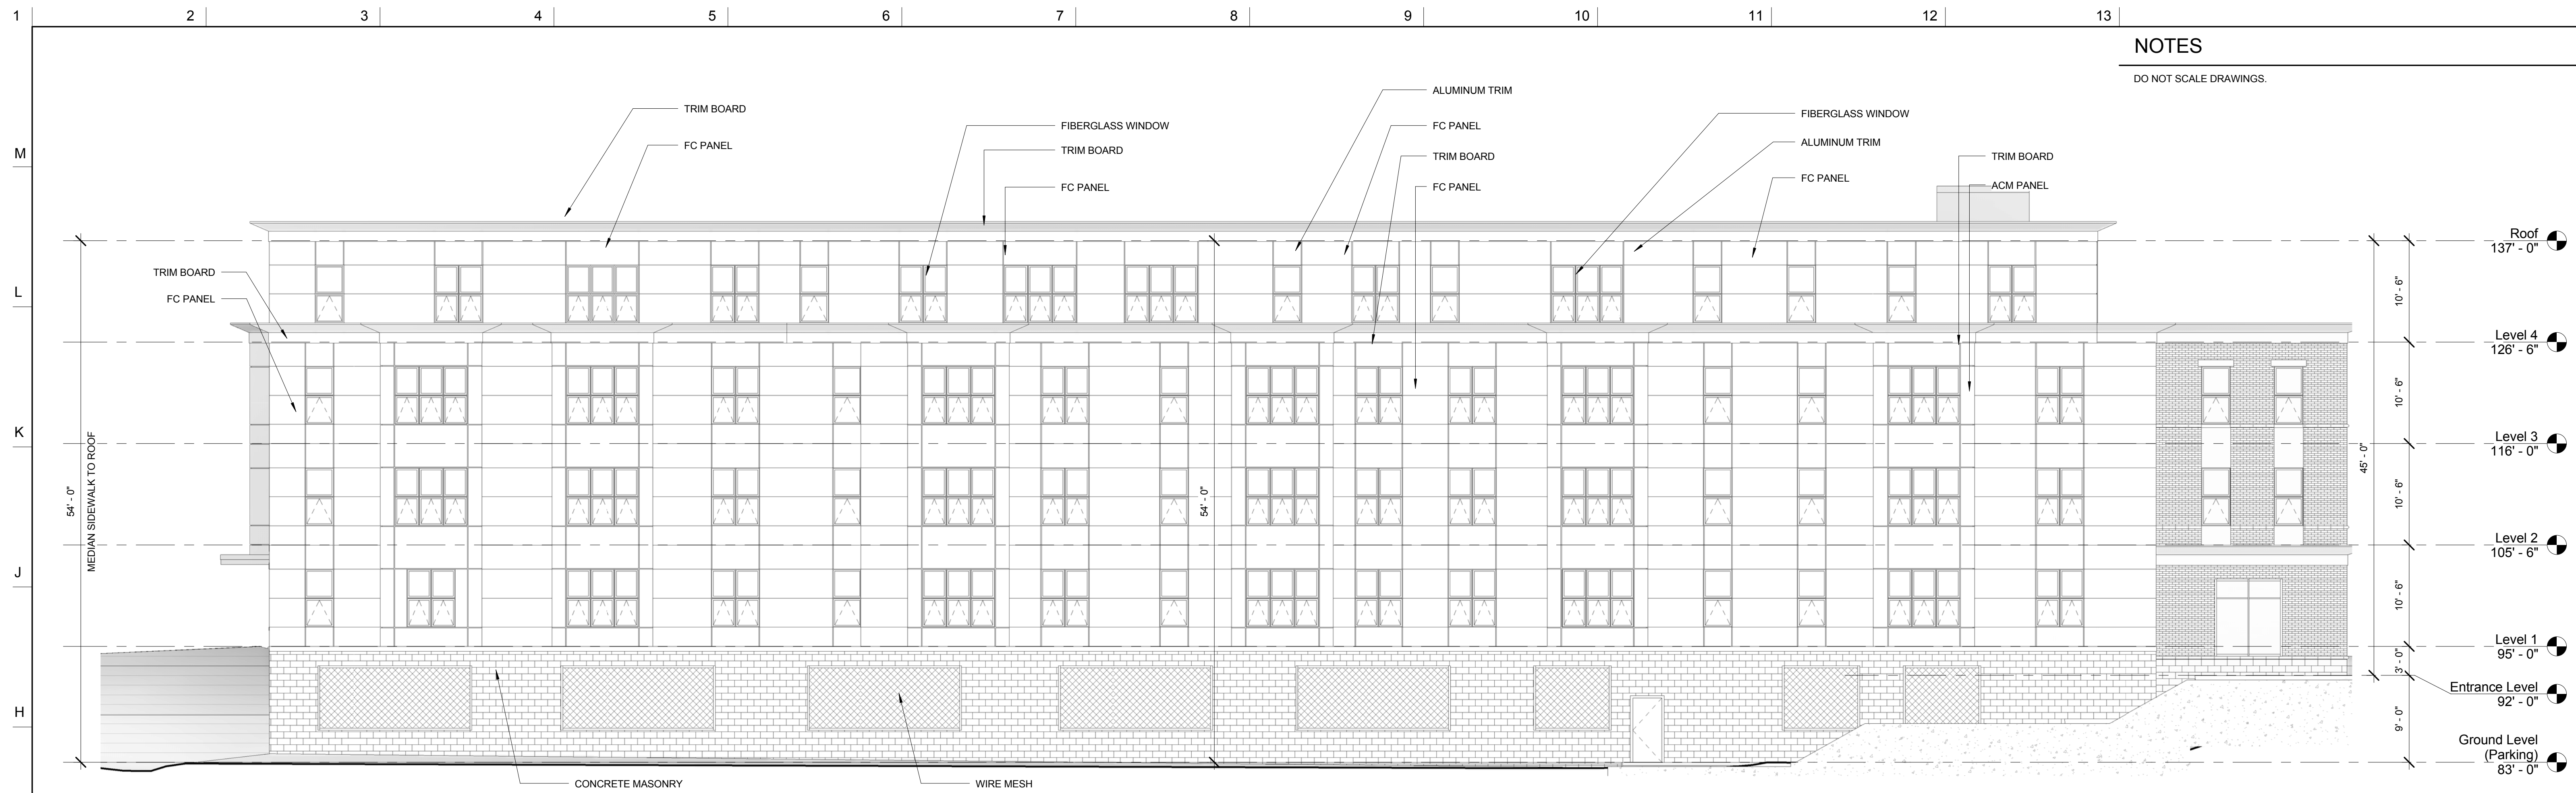 1 2 3 4 5 6 7 8 9 10 11 12 13
NOTES
DO NOT SCALE DRAWINGS.
ALUMINUM TRIM
TRIM BOARD
FIBERGLASS WINDOW
FIBERGLASS WINDOW
FC PANEL
ALUMINUM TRIM
FC PANEL
TRIM BOARD
M
TRIM BOARD
TRIM BOARD
FC PANEL
FC PANEL
FC PANEL
ACM PANEL
Roof
137' - 0"
TRIM BOARD
L
FC PANEL
10' - 6"
Level 4
126' - 6"
10' - 6"
K
Level 3
116' - 0"
54' - 0"
MEDIAN SIDEWALK TO ROOF
54' - 0"
45' - 0"
10' - 6"
Level 2
105' - 6"
J
10' - 6"
Level 1
95' - 0"
3' - 0"
Entrance Level
92' - 0"
H
9' - 0"
Ground Level
(Parking)
83' - 0"
CONCRETE MASONRY
WIRE MESH